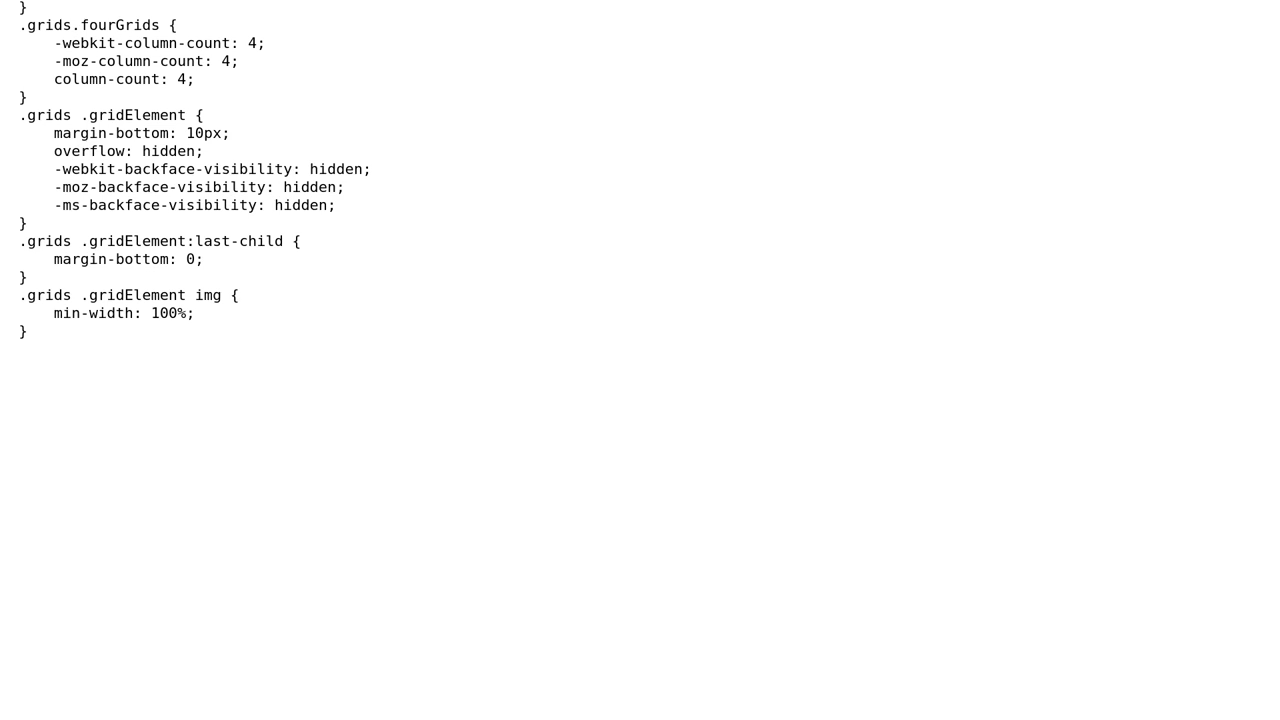 }
.grids.fourGrids {
    -webkit-column-count: 4;
    -moz-column-count: 4;
    column-count: 4;
}
.grids .gridElement {
    margin-bottom: 10px;
    overflow: hidden;
    -webkit-backface-visibility: hidden;
    -moz-backface-visibility: hidden;
    -ms-backface-visibility: hidden;
}
.grids .gridElement:last-child {
    margin-bottom: 0;
}
.grids .gridElement img {
    min-width: 100%;
}